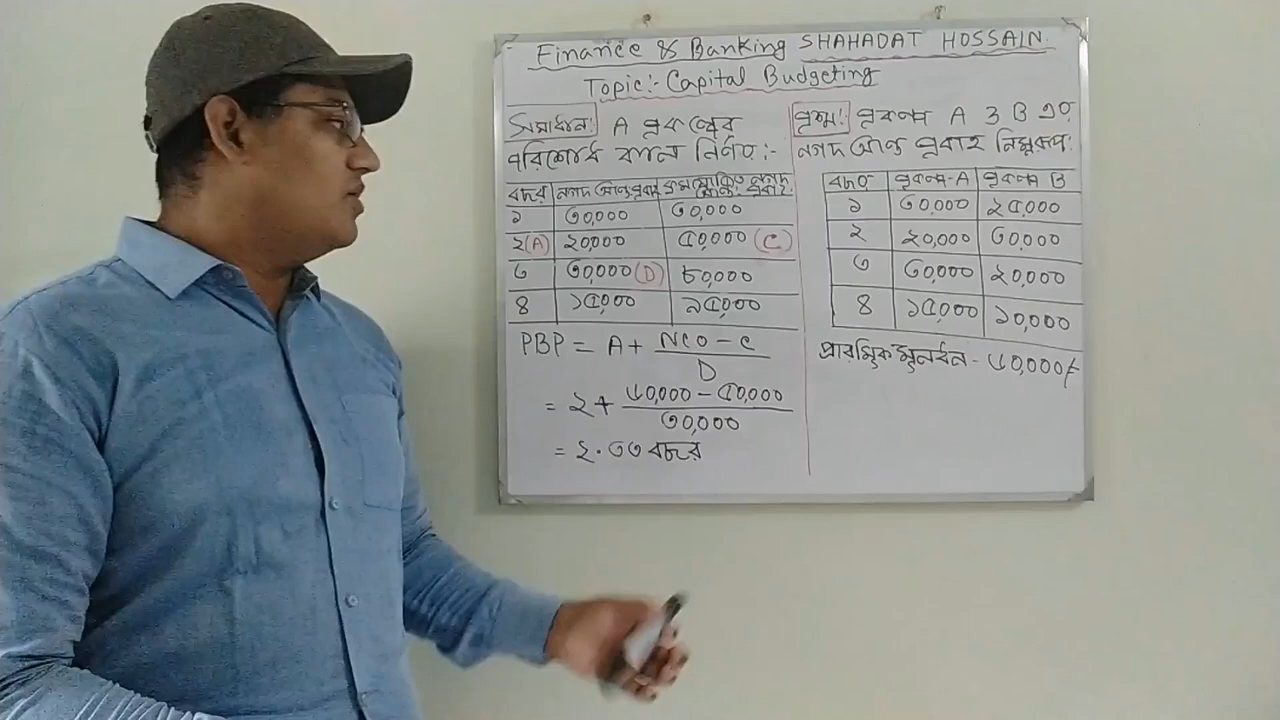 Finance & Banking SHAHADAT HOSSAIN.
Topic:- Capital Budgeting
সমাধান: A প্রকল্পের
পরিশোধ কাল নির্ণয়:-
বছর নগদ আন্তঃপ্রবাহ ক্রমযোজিত নগদ আন্তঃপ্রবাহ
১ ৩০,০০০ ৩০,০০০
২(A) ২০,০০০ ৫০,০০০ (C)
৩ ৩০,০০০ (D) ৮০,০০০
৪ ১৫,০০০ ৯৫,০০০
PBP = A + NCO - C
D
= ২ + ৬০,০০০ - ৫০,০০০
৩০,০০০
= ২.৩৩ বছর
প্রশ্ন: প্রকল্প A ও B এর
নগদ আন্তঃ প্রবাহ নিম্নরূপ:
বছর প্রকল্প-A প্রকল্প B
১ ৩০,০০০ ২৫,০০০
২ ২০,০০০ ৩০,০০০
৩ ৩০,০০০ ২০,০০০
৪ ১৫,০০০ ১০,০০০
প্রারম্ভিক মূলধন - ৬০,০০০/-